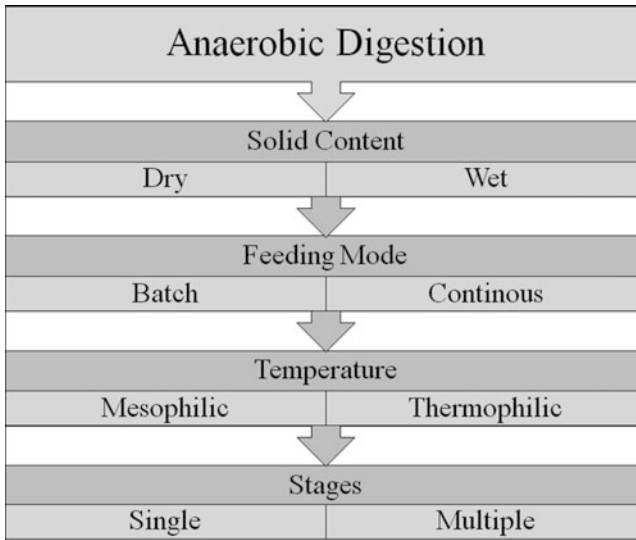 Anaerobic Digestion
Solid Content
Dry Wet
Feeding Mode
Batch Continous
Temperature
Mesophilic Thermophilic
Stages
Single Multiple